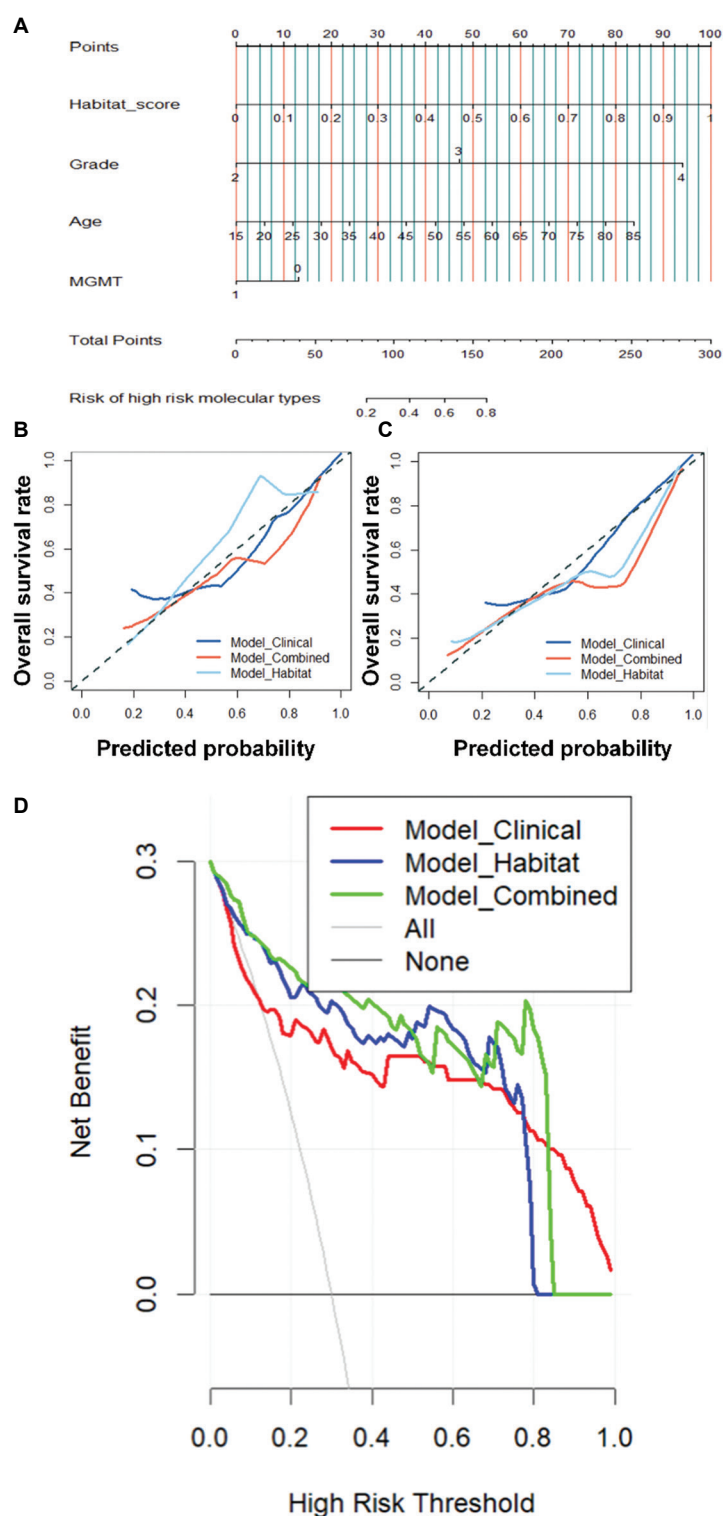 A
Points
0 10 20 30 40 50 60 70 80 90 100
Habitat_score
0 0.1 0.2 0.3 0.4 0.5 0.6 0.7 0.8 0.9 1
Grade
3
2 4
Age
15 20 25 30 35 40 45 50 55 60 65 70 75 80 85
MGMT
0
1
Total Points
0 50 100 150 200 250 300
Risk of high risk molecular types
0.2 0.4 0.6 0.8
B
Overall survival rate
1.0
0.8
0.6
0.4
0.2
0.0
Model_Clinical
Model_Combined
Model_Habitat
0.0 0.2 0.4 0.6 0.8 1.0
Predicted probability
C
Overall survival rate
1.0
0.8
0.6
0.4
0.2
0.0
Model_Clinical
Model_Combined
Model_Habitat
0.0 0.2 0.4 0.6 0.8 1.0
Predicted probability
D
Net Benefit
0.3
0.2
0.1
0.0
Model_Clinical
Model_Habitat
Model_Combined
All
None
0.0 0.2 0.4 0.6 0.8 1.0
High Risk Threshold